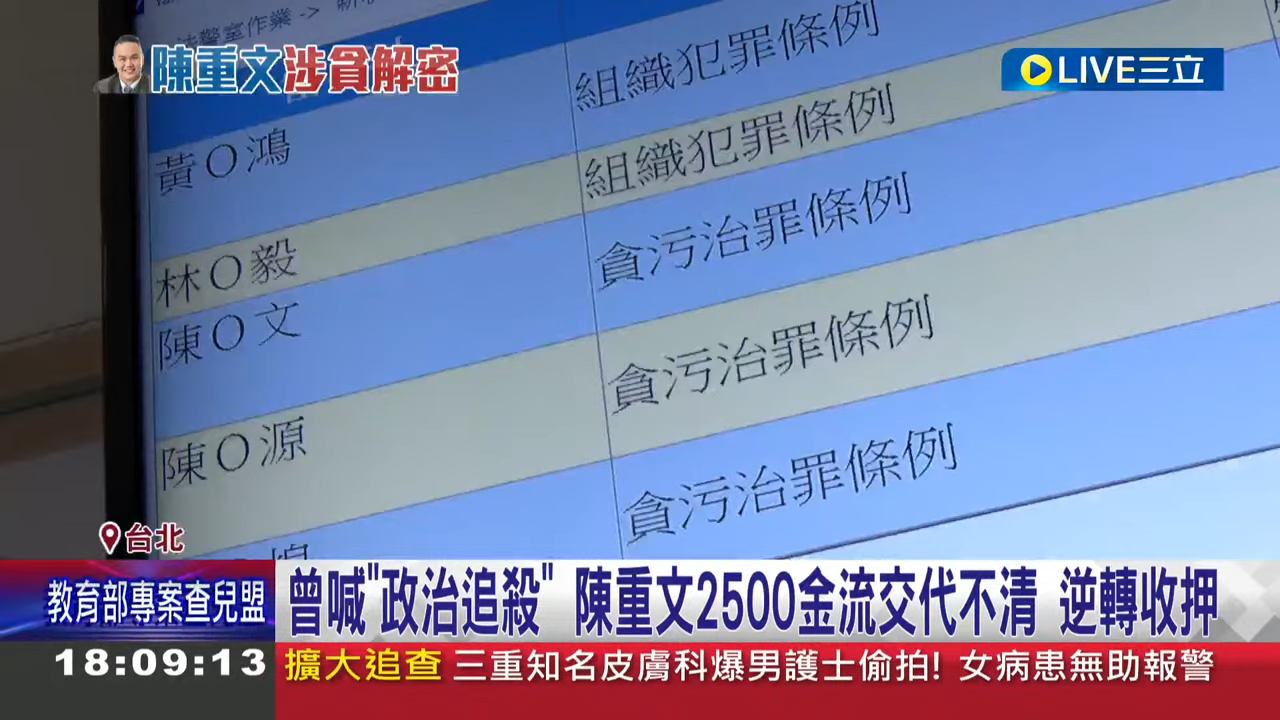 法警室作業 ->
陳重文涉貪解密
LIVE三立
組織犯罪條例
黃O鴻 組織犯罪條例
林O毅 貪污治罪條例
陳O文 貪污治罪條例
陳O源 貪污治罪條例
台北
教育部專案查兒盟
曾喊"政治追殺" 陳重文2500金流交代不清 逆轉收押
18:09:13
擴大追查 三重知名皮膚科爆男護士偷拍! 女病患無助報警